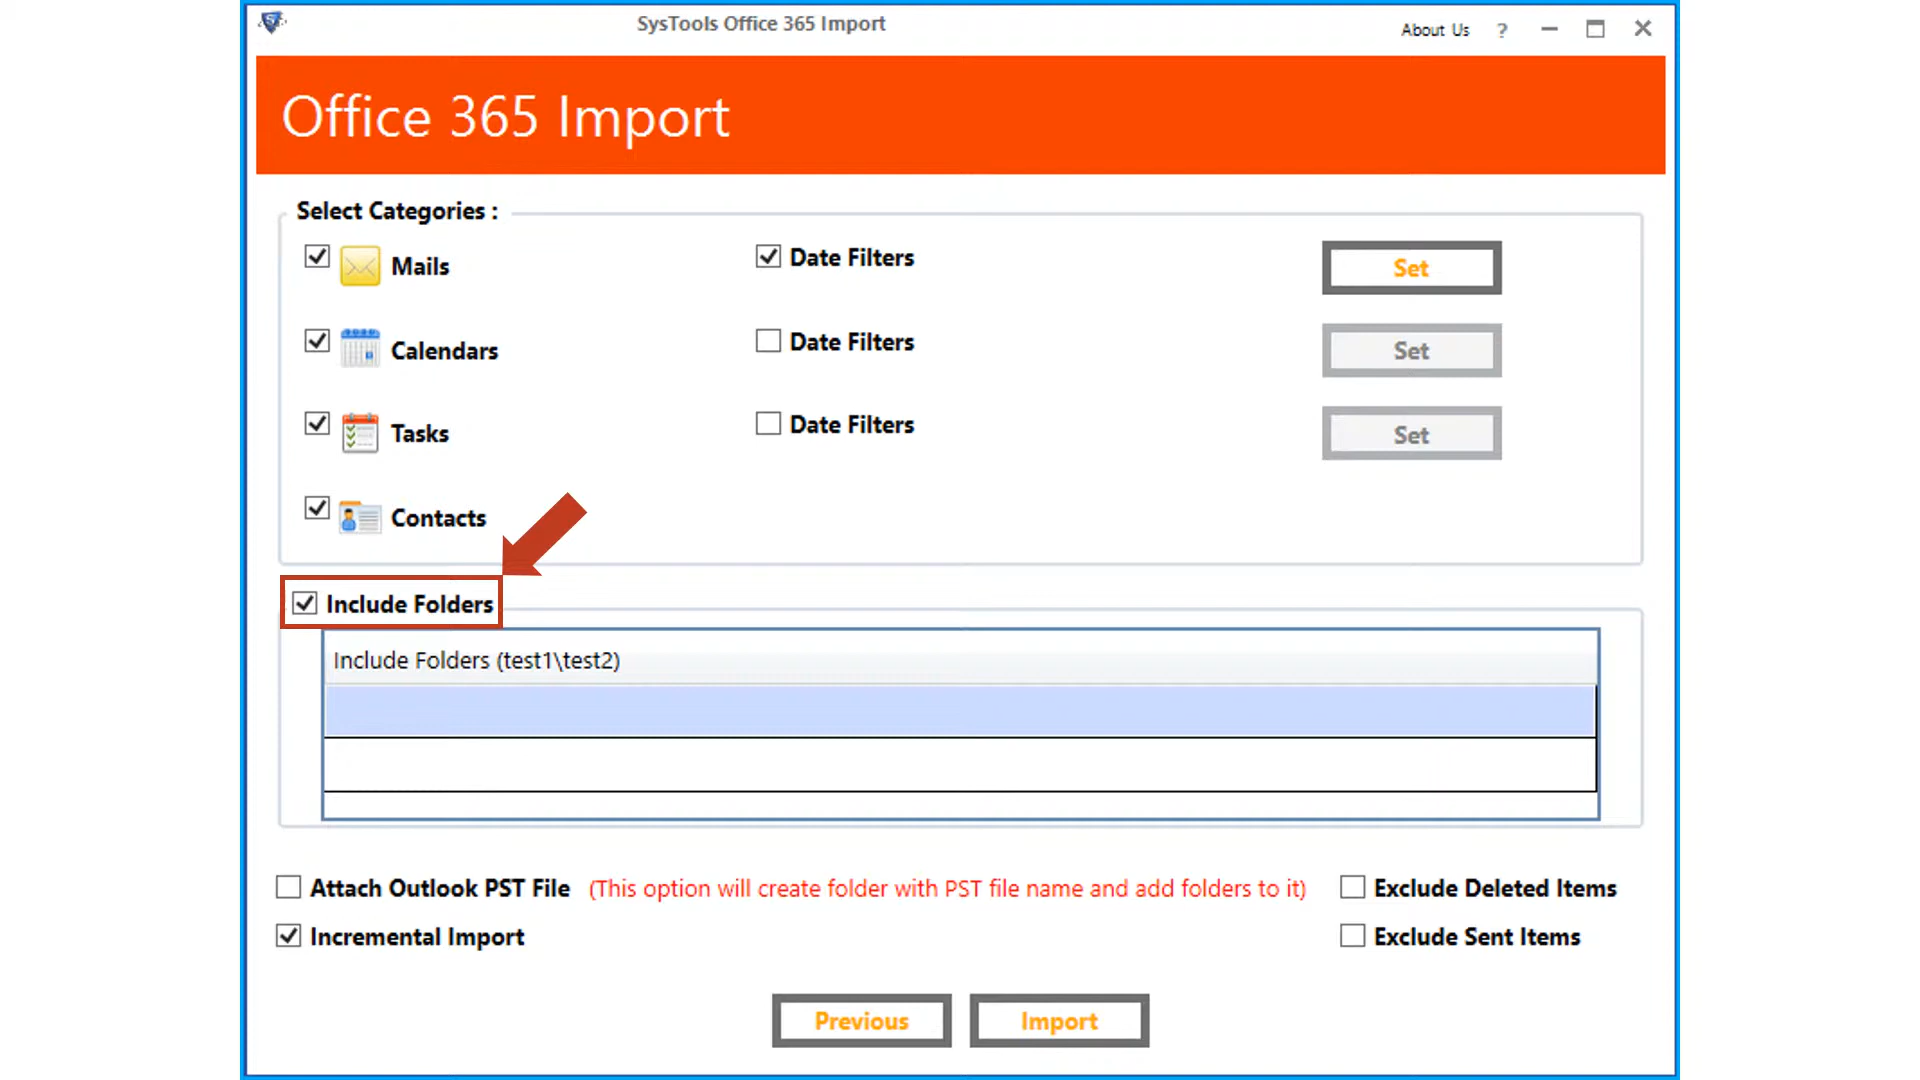 SysTools Office 365 Import
About Us ?
Office 365 Import
Select Categories :
Mails
Date Filters
Set
Calendars
Date Filters
Set
Tasks
Date Filters
Set
Contacts
Include Folders
Include Folders (test1\test2)
Attach Outlook PST File (This option will create folder with PST file name and add folders to it)
Exclude Deleted Items
Incremental Import
Exclude Sent Items
Previous
Import